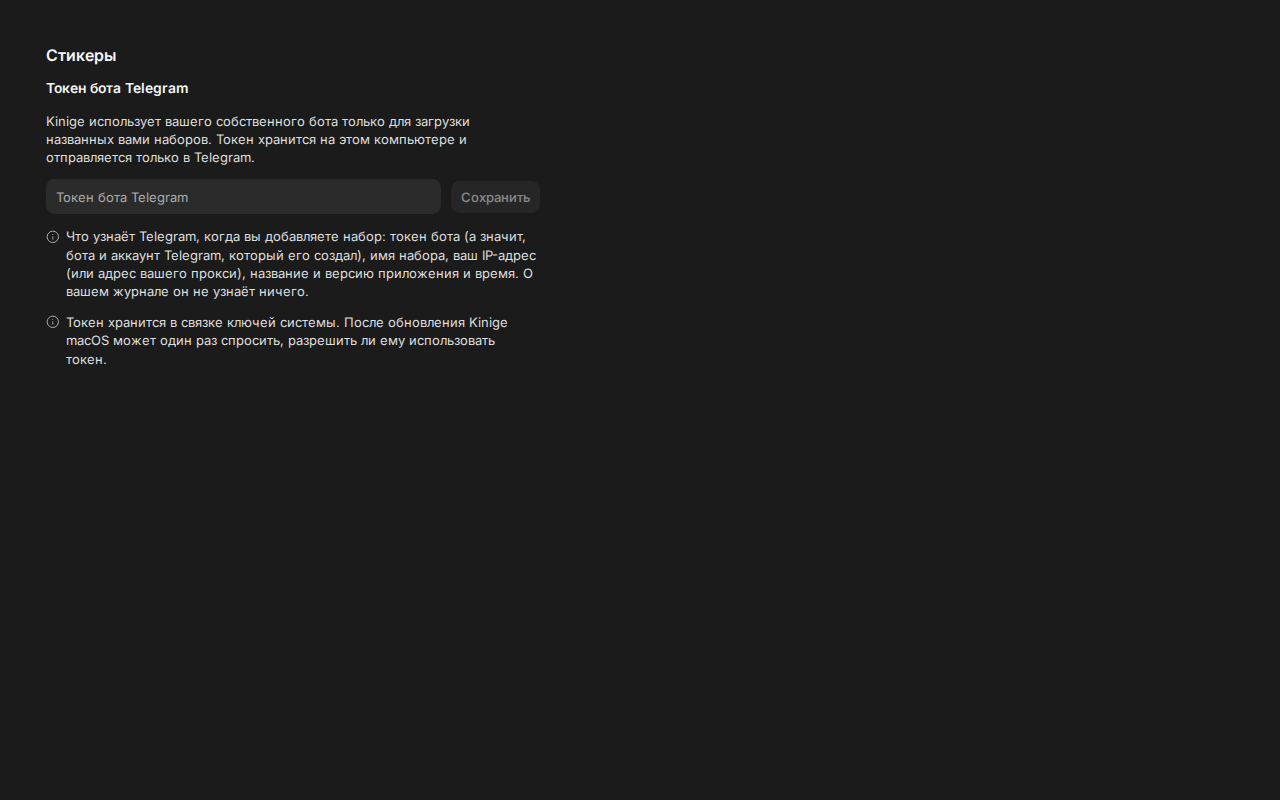 Стикеры
Токен бота Telegram
Kinige использует вашего собственного бота только для загрузки
названных вами наборов. Токен хранится на этом компьютере и
отправляется только в Telegram.
Токен бота Telegram
Сохранить
Что узнаёт Telegram, когда вы добавляете набор: токен бота (а значит,
бота и аккаунт Telegram, который его создал), имя набора, ваш IP-адрес
(или адрес вашего прокси), название и версию приложения и время. О
вашем журнале он не узнаёт ничего.
Токен хранится в связке ключей системы. После обновления Kinige
macOS может один раз спросить, разрешить ли ему использовать
токен.